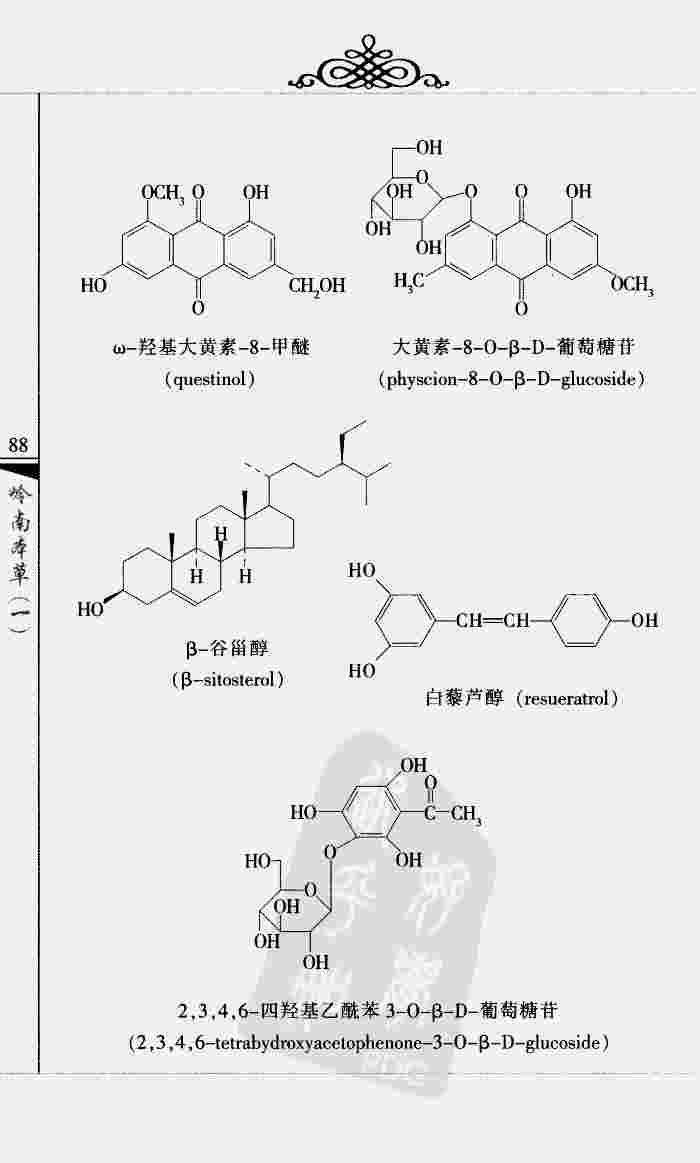 OCH₃ O OH
HO O CH₂OH
ω-羟基大黄素-8-甲醚
(questinol)
OH
O
OH O O OH
OH
OH
H₃C O OCH₃
大黄素-8-O-β-D-葡萄糖苷
(physcion-8-O-β-D-glucoside)
88
岭南本草(一)
H
H H
HO
β-谷甾醇
(β-sitosterol)
HO
CH=CH OH
HO
白藜芦醇 (resueratrol)
OH
O
HO C-CH₃
O OH
HO
O
OH
OH
OH
2,3,4,6-四羟基乙酰苯 3-O-β-D-葡萄糖苷
(2,3,4,6-tetrabydroxyacetophenone-3-O-β-D-glucoside)
PDG